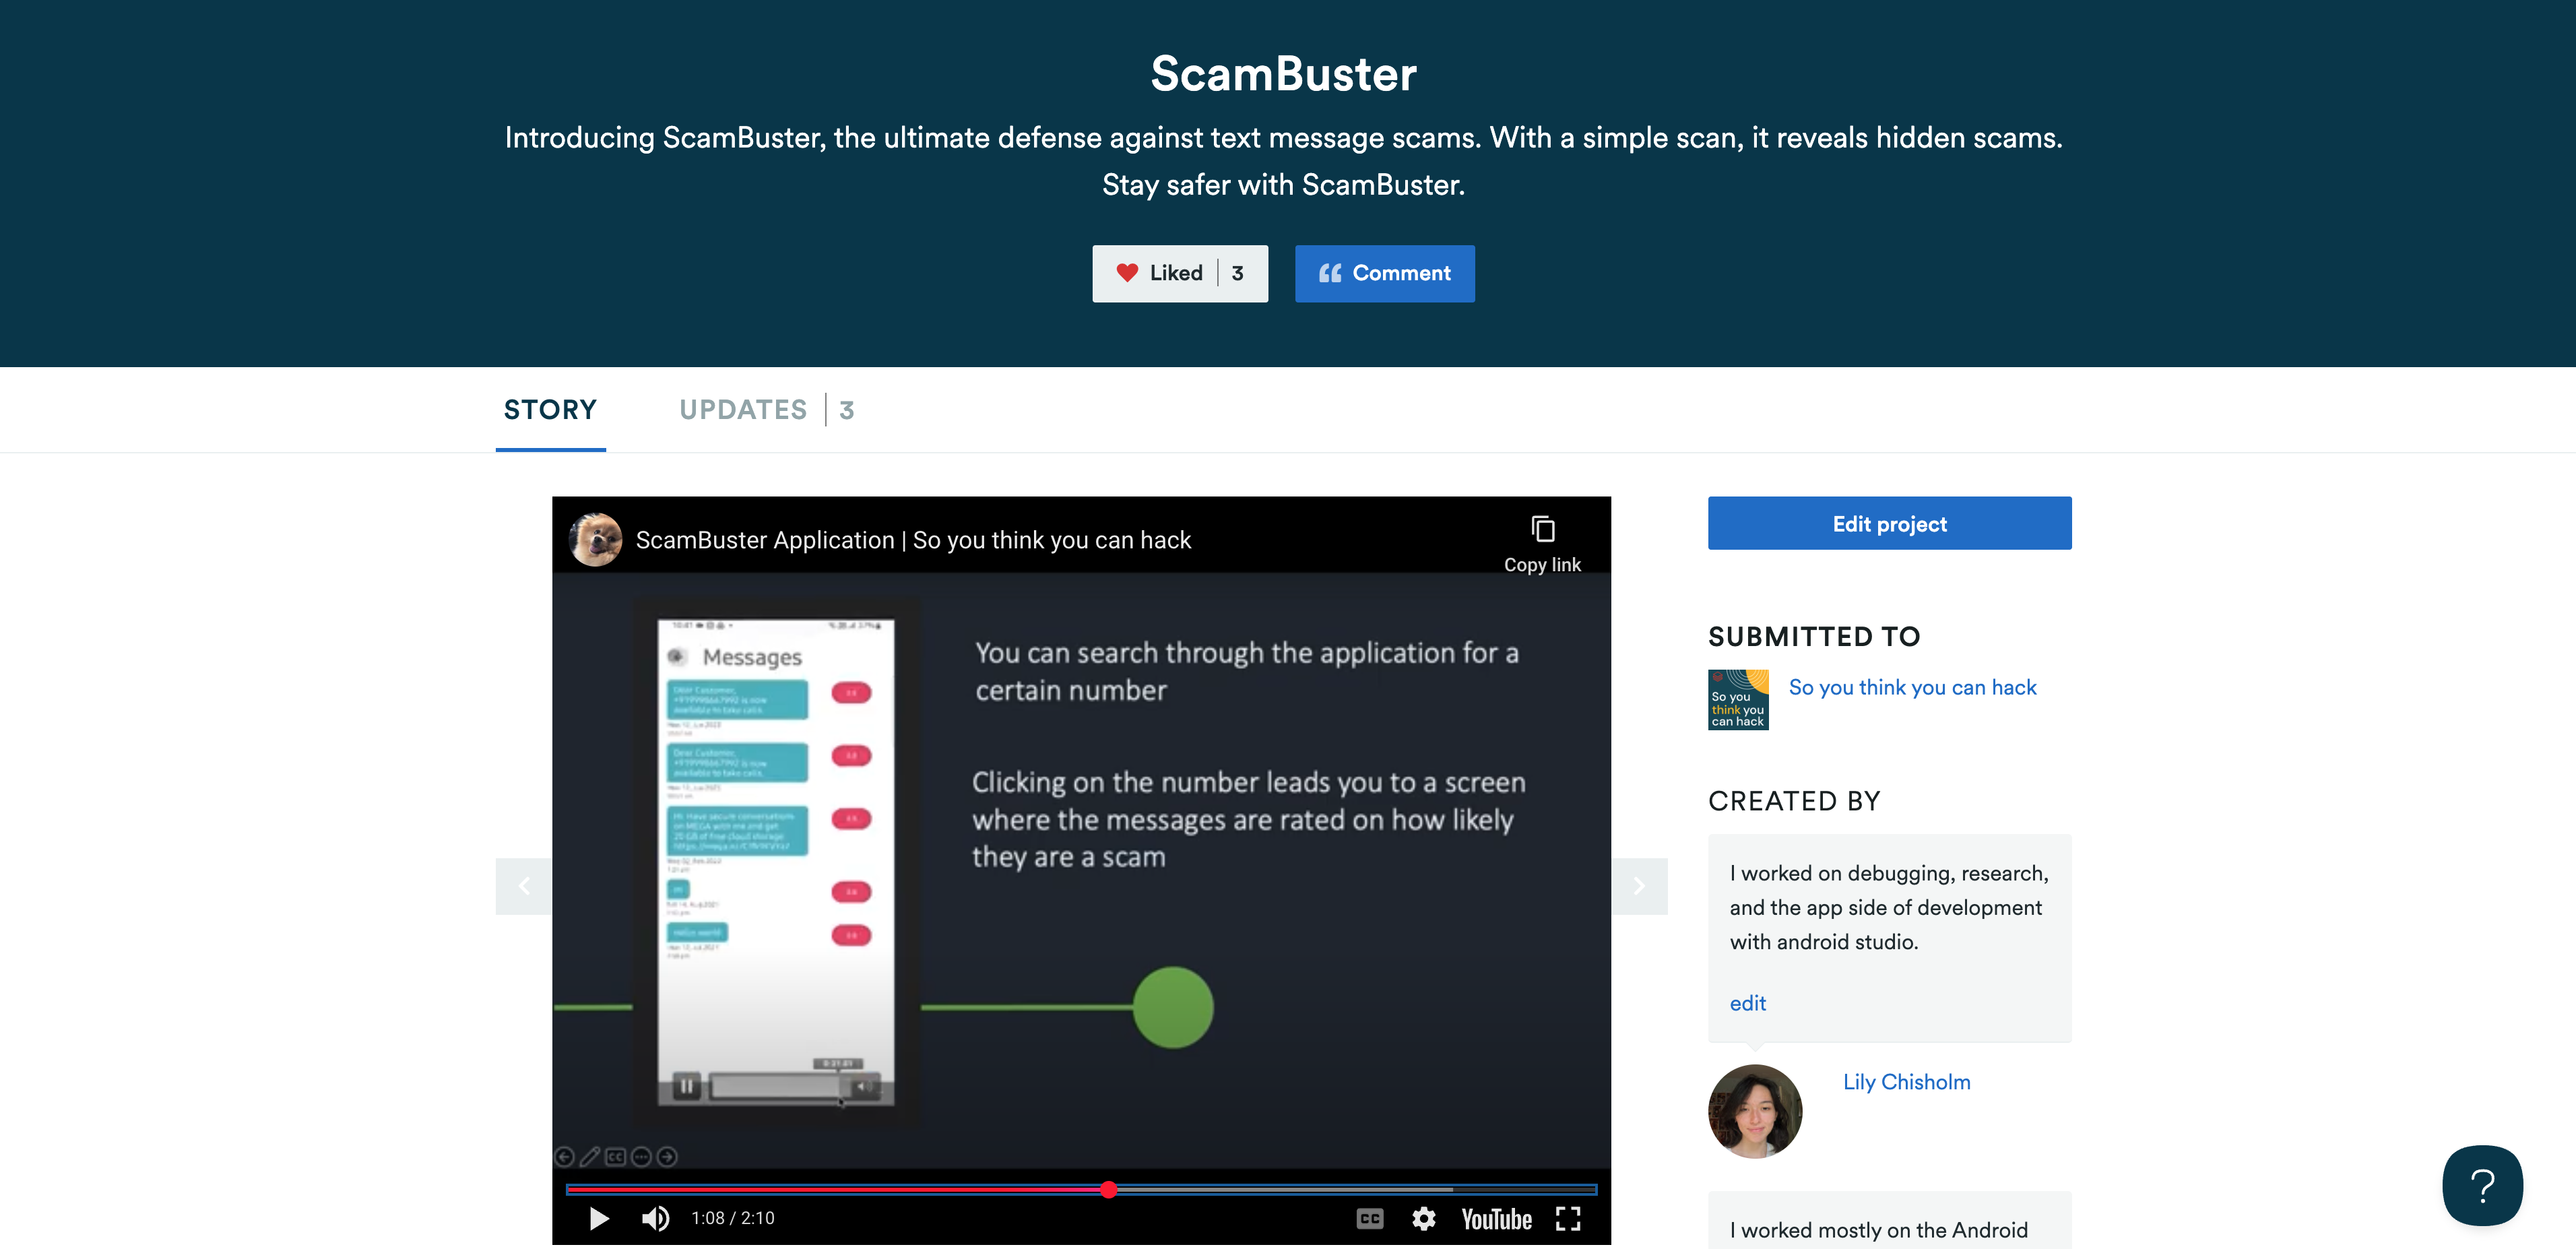 ScamBuster
Introducing ScamBuster, the ultimate defense against text message scams. With a simple scan, it reveals hidden scams.
Stay safer with ScamBuster.
Liked 3
Comment
STORY
UPDATES 3
ScamBuster Application | So you think you can hack
Copy link
Messages
You can search through the application for a
certain number
Clicking on the number leads you to a screen
where the messages are rated on how likely
they are a scam
CC
1:08 / 2:10
CC
YouTube
Edit project
SUBMITTED TO
So you
think you
can hack
So you think you can hack
CREATED BY
I worked on debugging, research,
and the app side of development
with android studio.
edit
Lily Chisholm
I worked mostly on the Android
?